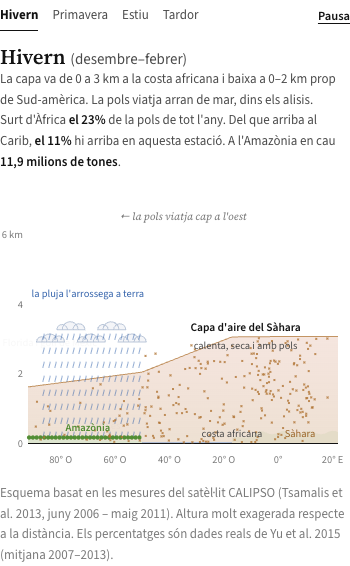 Hivern Primavera Estiu Tardor Pausa
Hivern (desembre–febrer)
La capa va de 0 a 3 km a la costa africana i baixa a 0–2 km prop
de Sud-amèrica. La pols viatja arran de mar, dins els alisis.
Surt d'Àfrica el 23% de la pols de tot l'any. Del que arriba al
Carib, el 11% hi arriba en aquesta estació. A l'Amazònia en cau
11,9 milions de tones.
← la pols viatja cap a l'oest
6 km
la pluja l'arrossega a terra
4
Capa d'aire del Sàhara
calenta, seca i amb pols
2
Amazònia
costa africana
Sàhara
0
80° O 60° O 40° O 20° O 0° 20° E
Esquema basat en les mesures del satèl·lit CALIPSO (Tsamalis et
al. 2013, juny 2006 – maig 2011). Altura molt exagerada respecte
a la distància. Els percentatges són dades reals de Yu et al. 2015
(mitjana 2007–2013).